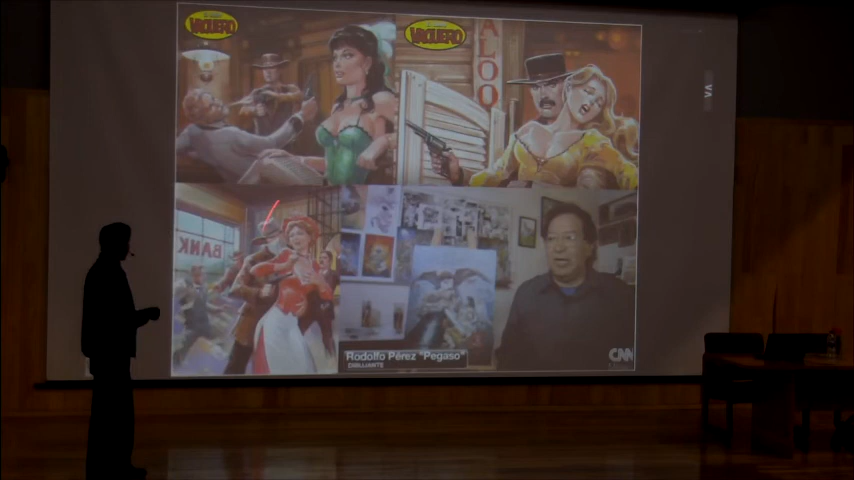 VAQUERO
VAQUERO
ALOO
BANK
Rodolfo Pérez "Pegaso"
DIBUJANTE
CNN